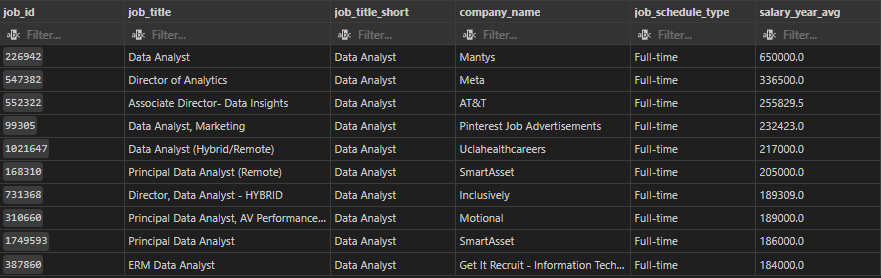 job_id job_title job_title_short company_name job_schedule_type salary_year_avg
Filter... Filter... Filter... Filter... Filter... Filter...
226942 Data Analyst Data Analyst Mantys Full-time 650000.0
547382 Director of Analytics Data Analyst Meta Full-time 336500.0
552322 Associate Director- Data Insights Data Analyst AT&T Full-time 255829.5
99305 Data Analyst, Marketing Data Analyst Pinterest Job Advertisements Full-time 232423.0
1021647 Data Analyst (Hybrid/Remote) Data Analyst Uclahealthcareers Full-time 217000.0
168310 Principal Data Analyst (Remote) Data Analyst SmartAsset Full-time 205000.0
731368 Director, Data Analyst - HYBRID Data Analyst Inclusively Full-time 189309.0
310660 Principal Data Analyst, AV Performance... Data Analyst Motional Full-time 189000.0
1749593 Principal Data Analyst Data Analyst SmartAsset Full-time 186000.0
387860 ERM Data Analyst Data Analyst Get It Recruit - Information Tech... Full-time 184000.0